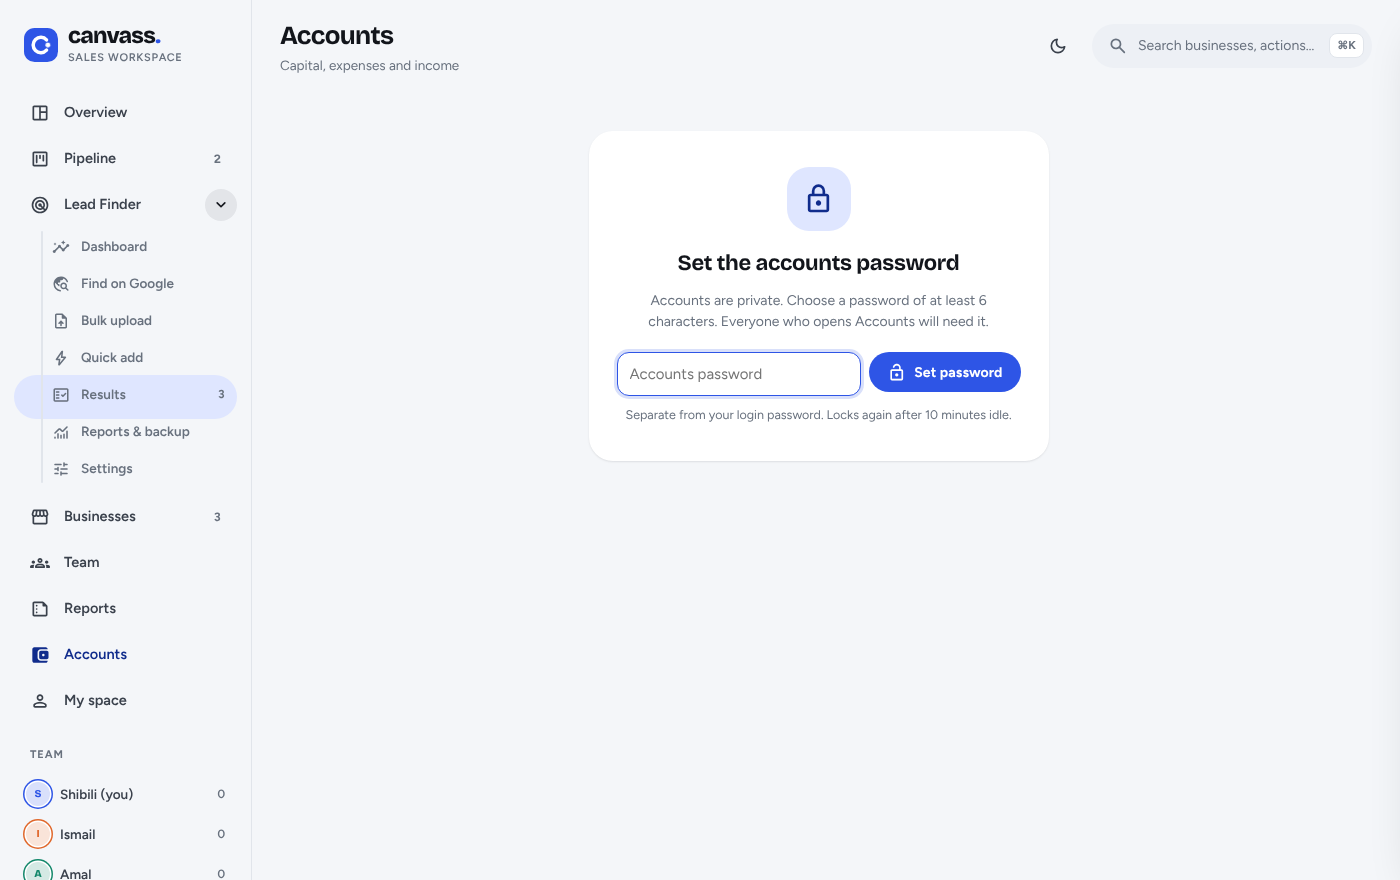 canvass.
SALES WORKSPACE
Overview
Pipeline 2
Lead Finder
Dashboard
Find on Google
Bulk upload
Quick add
Results 3
Reports & backup
Settings
Businesses 3
Team
Reports
Accounts
My space
TEAM
S Shibili (you) 0
I Ismail 0
A Amal 0
Accounts
Capital, expenses and income
Search businesses, actions... ⌘K
Set the accounts password
Accounts are private. Choose a password of at least 6
characters. Everyone who opens Accounts will need it.
Accounts password
Set password
Separate from your login password. Locks again after 10 minutes idle.